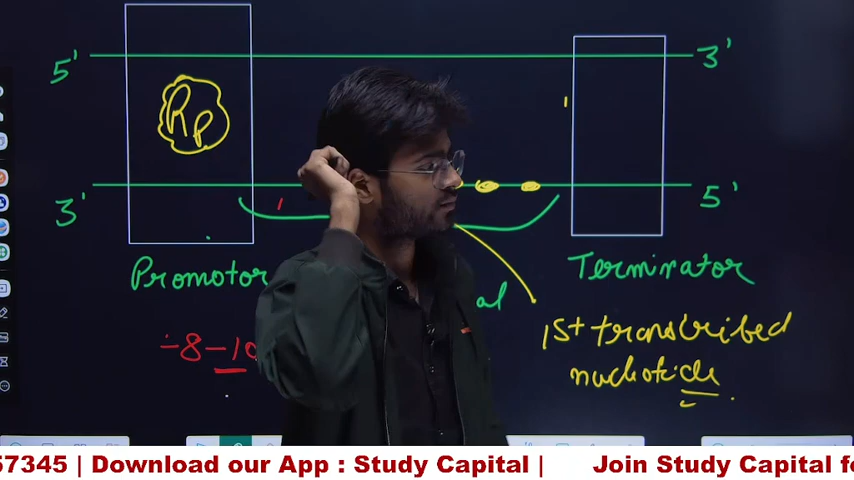 5' 3'
RP
3' 5'
Promotor Terminator
al
÷8-10
1st transcribed
nucleotide
57345 | Download our App : Study Capital | Join Study Capital fo